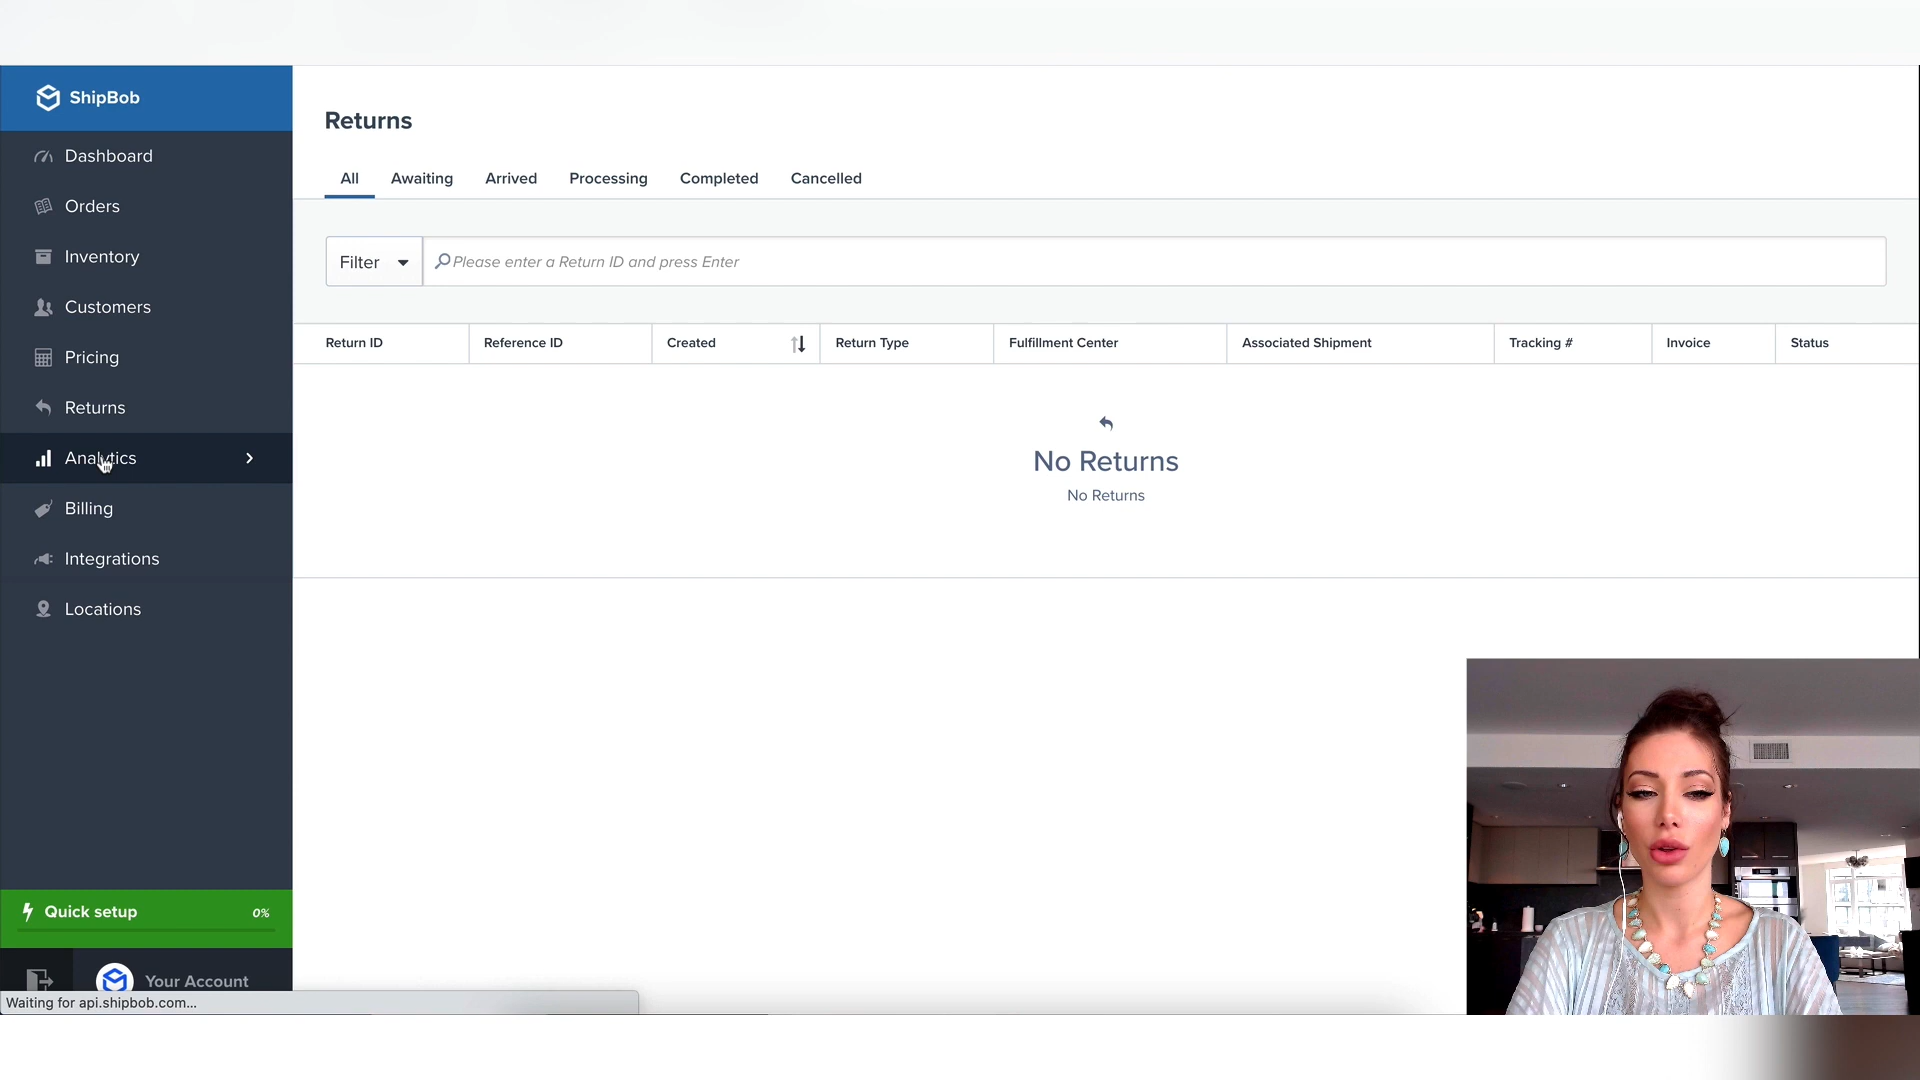 ShipBob
Dashboard
Orders
Inventory
Customers
Pricing
Returns
Analytics
Billing
Integrations
Locations
Quick setup 0%
Your Account
Waiting for api.shipbob.com...
Returns
All Awaiting Arrived Processing Completed Cancelled
Filter Please enter a Return ID and press Enter
Return ID Reference ID Created Return Type Fulfillment Center Associated Shipment Tracking # Invoice Status
No Returns
No Returns